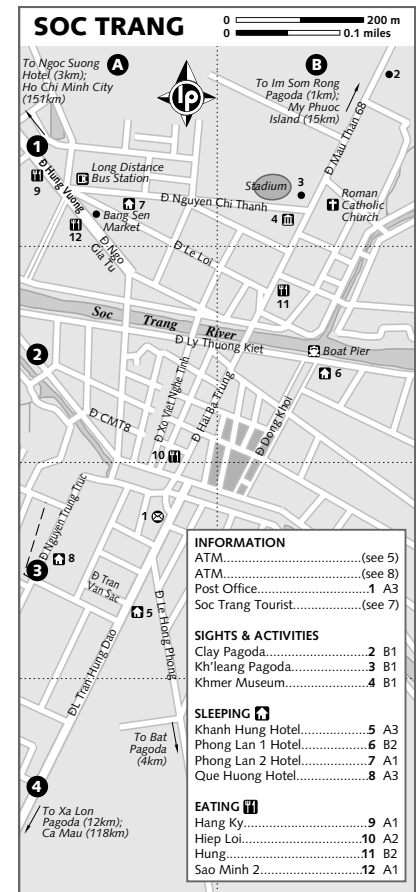 SOC TRANG
0 200 m
0 0.1 miles
A
B
To Ngoc Suong
Hotel (3km);
Ho Chi Minh City
(151km)
lp
To Im Som Rong
Pagoda (1km);
My Phuoc
Island (15km)
2
Đ Mau Than 68
1
Đ Hung Vuong
9
Long Distance
Bus Station
7
Bang Sen
Market
12
Đ Ngo
Gia Tu
Đ Nguyen Chi Thanh
Stadium
3
4
Roman
Catholic
Church
Đ Le Loi
11
Soc Trang River
Đ Ly Thuong Kiet
2
Boat Pier
6
Đ Xo Viet Nghe Tinh
Đ Hai Ba Trung
Đ Dong Khoi
Đ CMT8
10
1
Đ Nguyen Trung Truc
3
8
Đ Tran
Van Sac
5
ĐL Tran Hung Dao
Đ Le Hong Phong
To Bat
Pagoda
(4km)
4
To Xa Lon
Pagoda (12km);
Ca Mau (118km)
INFORMATION
ATM...............................(see 5)
ATM...............................(see 8)
Post Office.....................1 A3
Soc Trang Tourist..............(see 7)
SIGHTS & ACTIVITIES
Clay Pagoda.....................2 B1
Kh'leang Pagoda.................3 B1
Khmer Museum....................4 B1
SLEEPING
Khanh Hung Hotel................5 A3
Phong Lan 1 Hotel...............6 B2
Phong Lan 2 Hotel...............7 A1
Que Huong Hotel.................8 A3
EATING
Hang Ky.........................9 A1
Hiep Loi.......................10 A2
Hung...........................11 B2
Sao Minh 2.....................12 A1